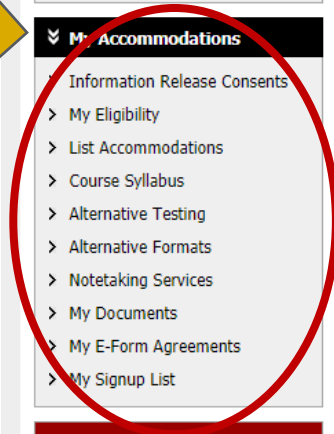 My Accommodations
Information Release Consents
My Eligibility
List Accommodations
Course Syllabus
Alternative Testing
Alternative Formats
Notetaking Services
My Documents
My E-Form Agreements
My Signup List